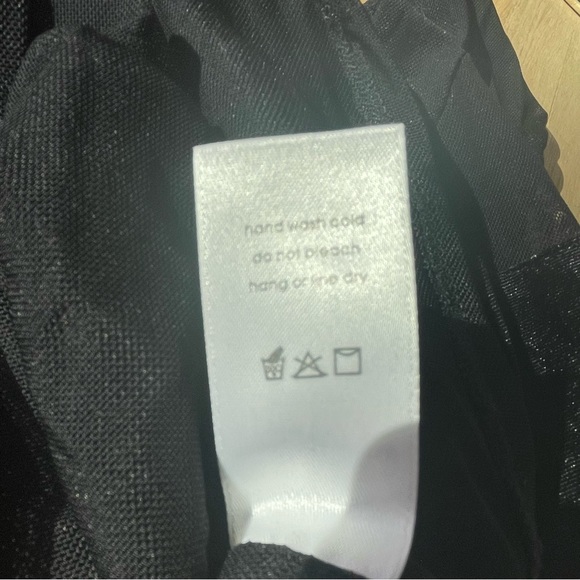 hand wash cold
do not bleach
hang or line dry